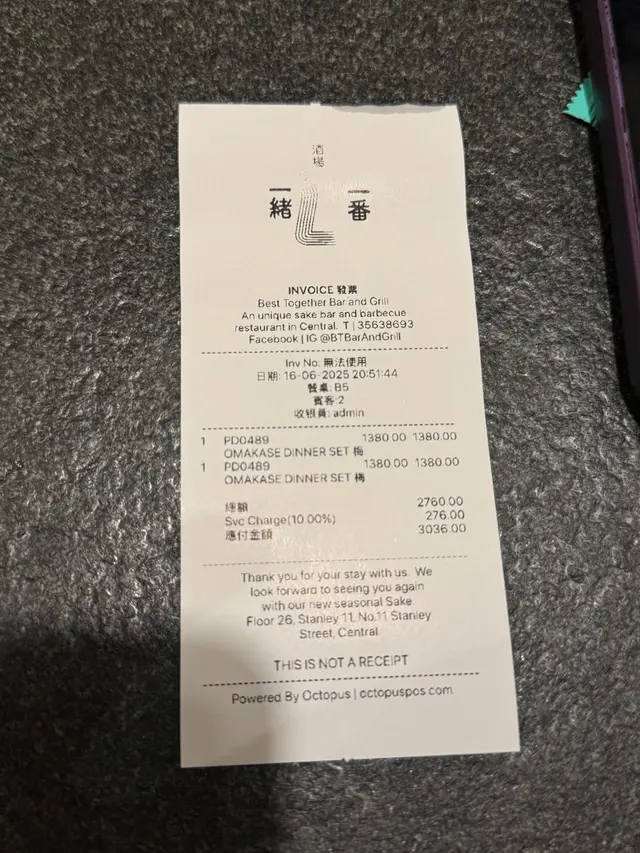 酒
場
一緒 一番
INVOICE 發票
Best Together Bar and Grill
An unique sake bar and barbecue
restaurant in Central. T | 35638693
Facebook | IG @BTBarAndGrill
Inv No: 無法使用
日期: 16-06-2025 20:51:44
餐桌: B5
賓客:2
收银員: admin
1 PD0489 1380.00 1380.00
OMAKASE DINNER SET 梅
1 PD0489 1380.00 1380.00
OMAKASE DINNER SET 梅
總額 2760.00
Svc Charge(10.00%) 276.00
應付金額 3036.00
Thank you for your stay with us. We
look forward to seeing you again
with our new seasonal Sake.
Floor 26, Stanley 11, No.11 Stanley
Street, Central.
THIS IS NOT A RECEIPT
Powered By Octopus | octopuspos.com